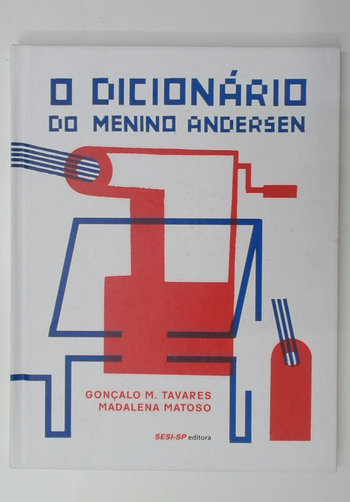 O DICIONÁRIO
DO MENINO ANDERSEN
GONÇALO M. TAVARES
MADALENA MATOSO
SESI-SP editora